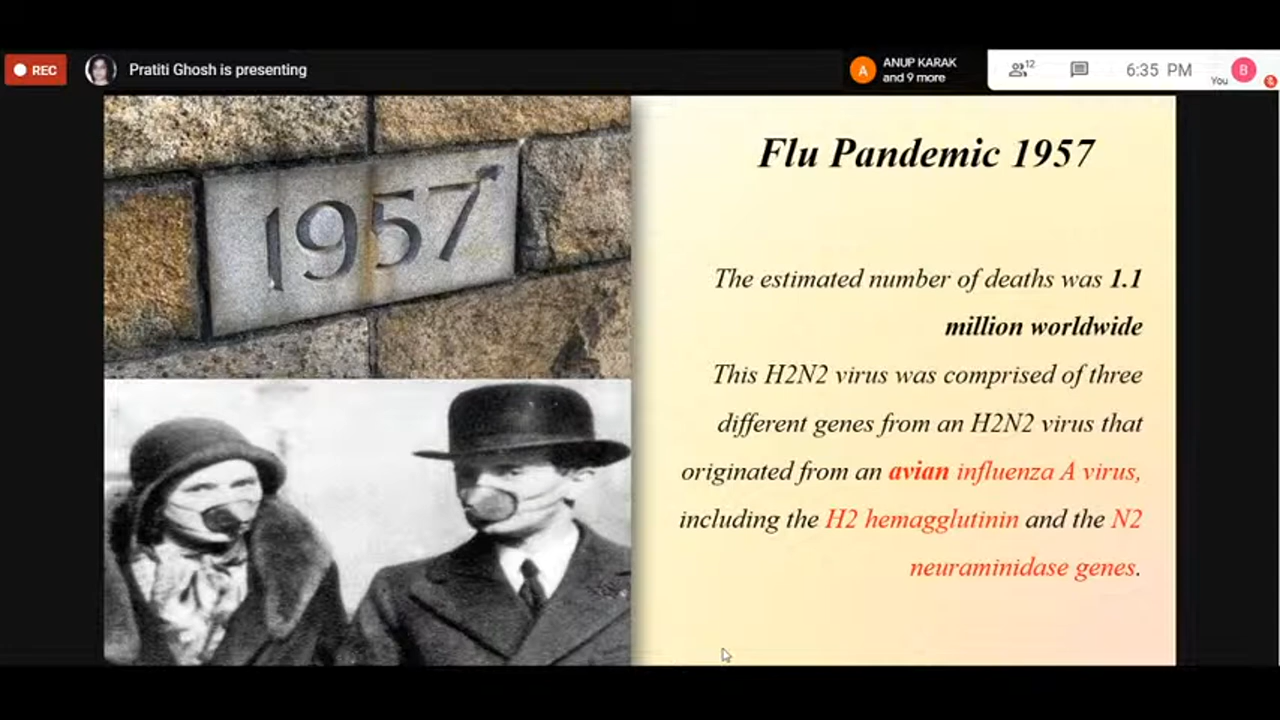 REC
Pratiti Ghosh is presenting
A
ANUP KARAK
and 9 more
12
6:35 PM
You
B
1957
Flu Pandemic 1957
The estimated number of deaths was 1.1
million worldwide
This H2N2 virus was comprised of three
different genes from an H2N2 virus that
originated from an avian influenza A virus,
including the H2 hemagglutinin and the N2
neuraminidase genes.